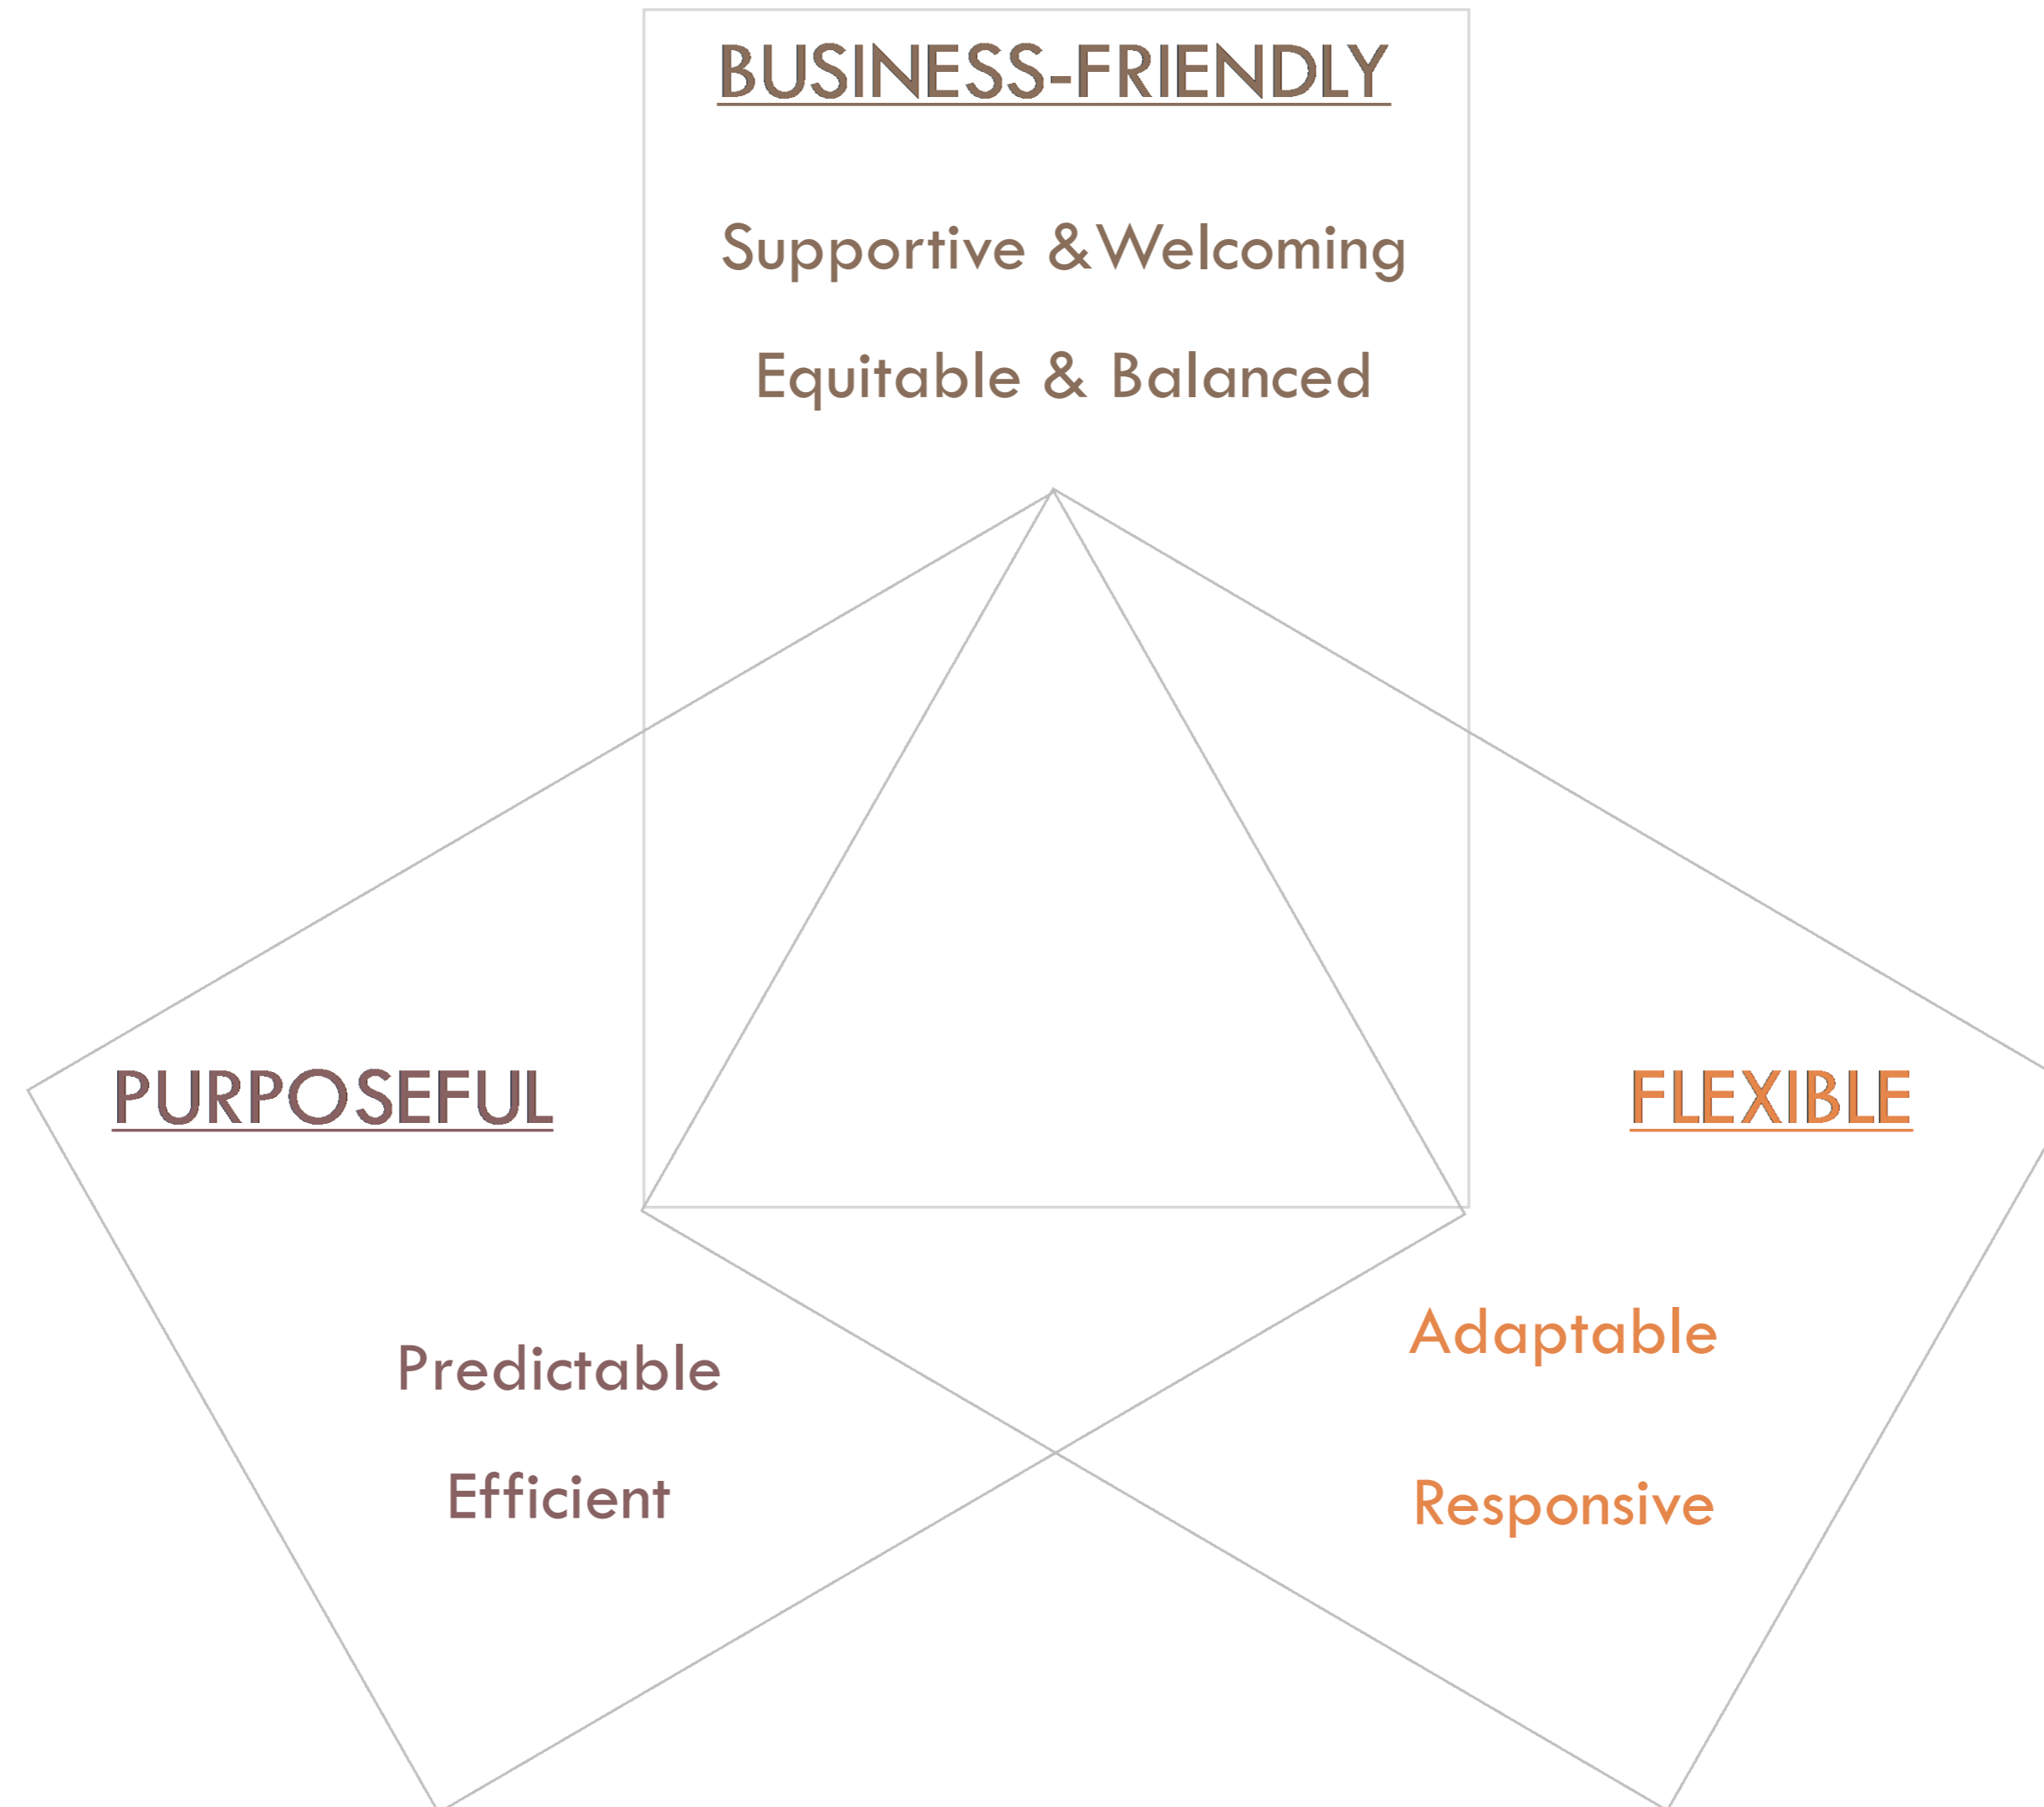 BUSINESS-FRIENDLY
Supportive &Welcoming
Equitable & Balanced
PURPOSEFUL
Predictable
Efficient
FLEXIBLE
Adaptable
Responsive